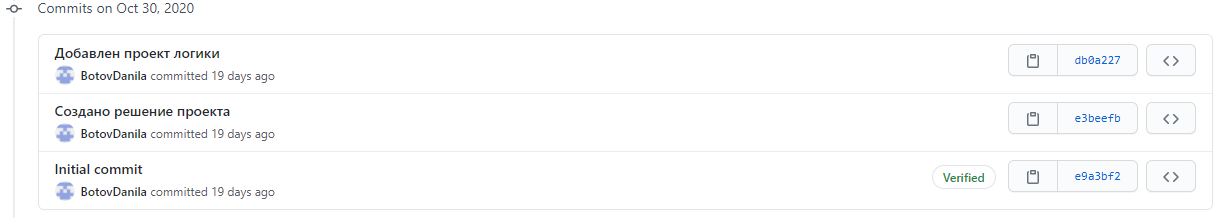 Commits on Oct 30, 2020
Добавлен проект логики
db0a227
BotovDanila committed 19 days ago
Создано решение проекта
e3beefb
BotovDanila committed 19 days ago
Initial commit
Verified
e9a3bf2
BotovDanila committed 19 days ago